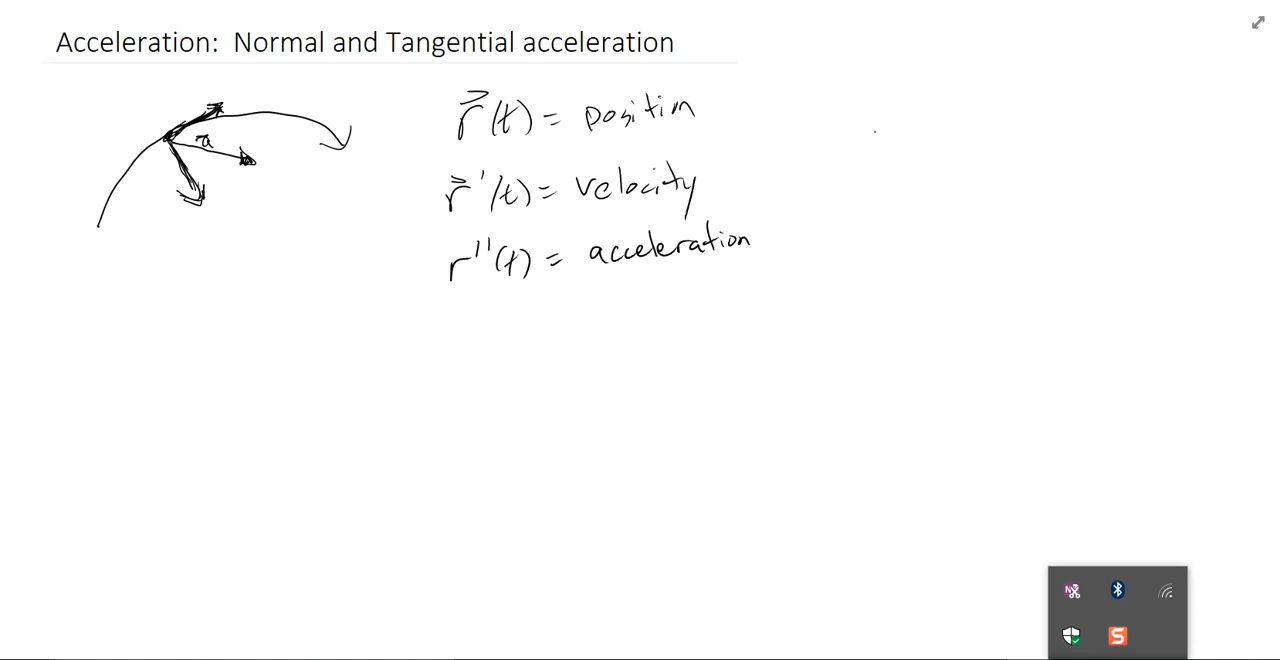 Acceleration: Normal and Tangential acceleration
r⃗(t) = position
a⃗
r⃗'(t) = velocity
r''(t) = acceleration